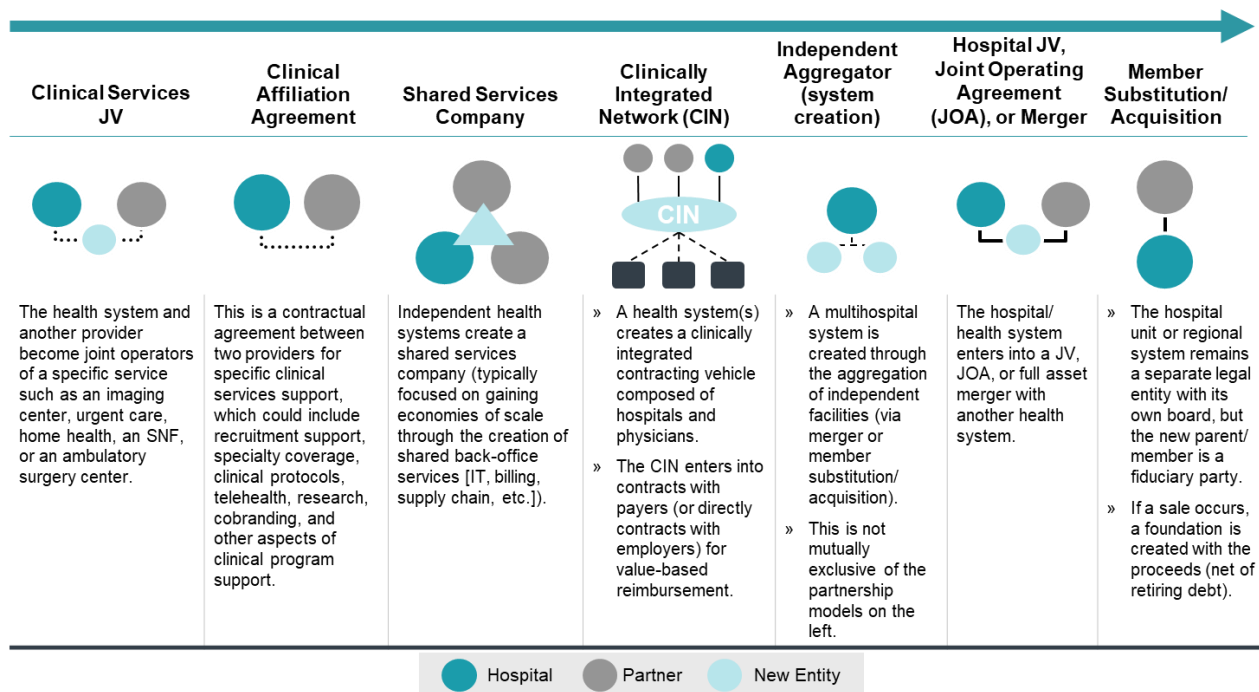 Clinical Services
JV
Clinical
Affiliation
Agreement
Shared Services
Company
Clinically
Integrated
Network (CIN)
Independent
Aggregator
(system
creation)
Hospital JV,
Joint Operating
Agreement
(JOA), or Merger
Member
Substitution/
Acquisition
CIN
The health system and
another provider
become joint operators
of a specific service
such as an imaging
center, urgent care,
home health, an SNF,
or an ambulatory
surgery center.
This is a contractual
agreement between
two providers for
specific clinical
services support,
which could include
recruitment support,
specialty coverage,
clinical protocols,
telehealth, research,
cobranding, and
other aspects of
clinical program
support.
Independent health
systems create a
shared services
company (typically
focused on gaining
economies of scale
through the creation of
shared back-office
services [IT, billing,
supply chain, etc.]).
» A health system(s)
creates a clinically
integrated
contracting vehicle
composed of
hospitals and
physicians.
» The CIN enters into
contracts with
payers (or directly
contracts with
employers) for
value-based
reimbursement.
» A multihospital
system is
created through
the aggregation
of independent
facilities (via
merger or
member
substitution/
acquisition).
» This is not
mutually
exclusive of the
partnership
models on the
left.
The hospital/
health system
enters into a JV,
JOA, or full asset
merger with
another health
system.
» The hospital
unit or regional
system remains
a separate legal
entity with its
own board, but
the new parent/
member is a
fiduciary party.
» If a sale occurs,
a foundation is
created with the
proceeds (net of
retiring debt).
Hospital
Partner
New Entity